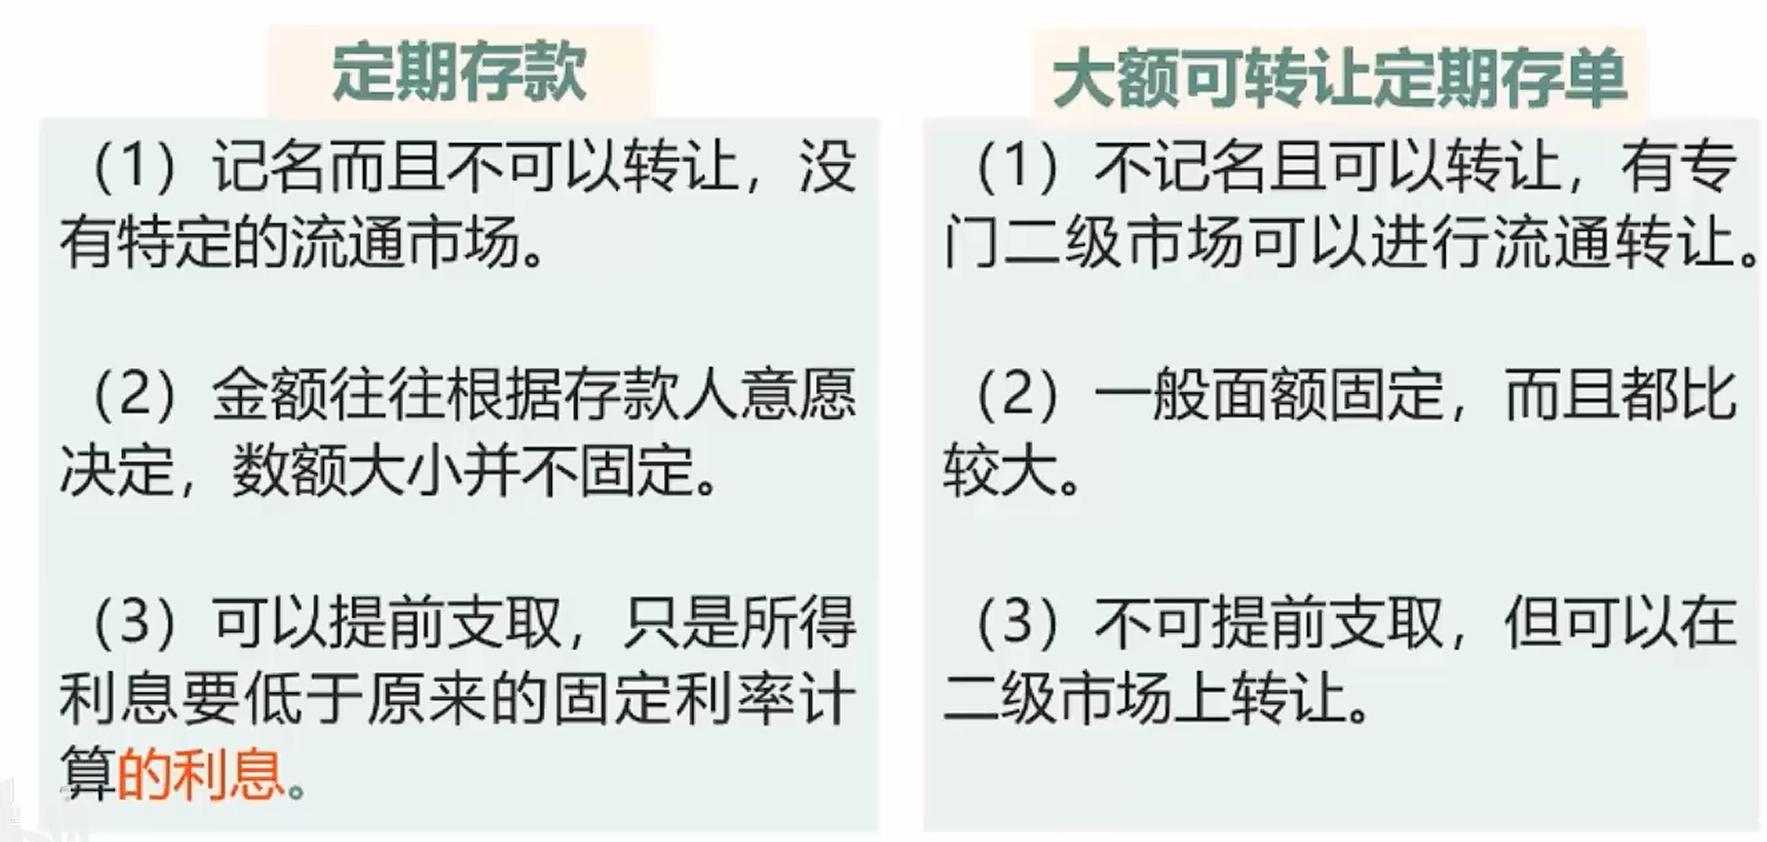 定期存款
（1）记名而且不可以转让，没
有特定的流通市场。
（2）金额往往根据存款人意愿
决定，数额大小并不固定。
（3）可以提前支取，只是所得
利息要低于原来的固定利率计
算的利息。
大额可转让定期存单
（1）不记名且可以转让，有专
门二级市场可以进行流通转让。
（2）一般面额固定，而且都比
较大。
（3）不可提前支取，但可以在
二级市场上转让。